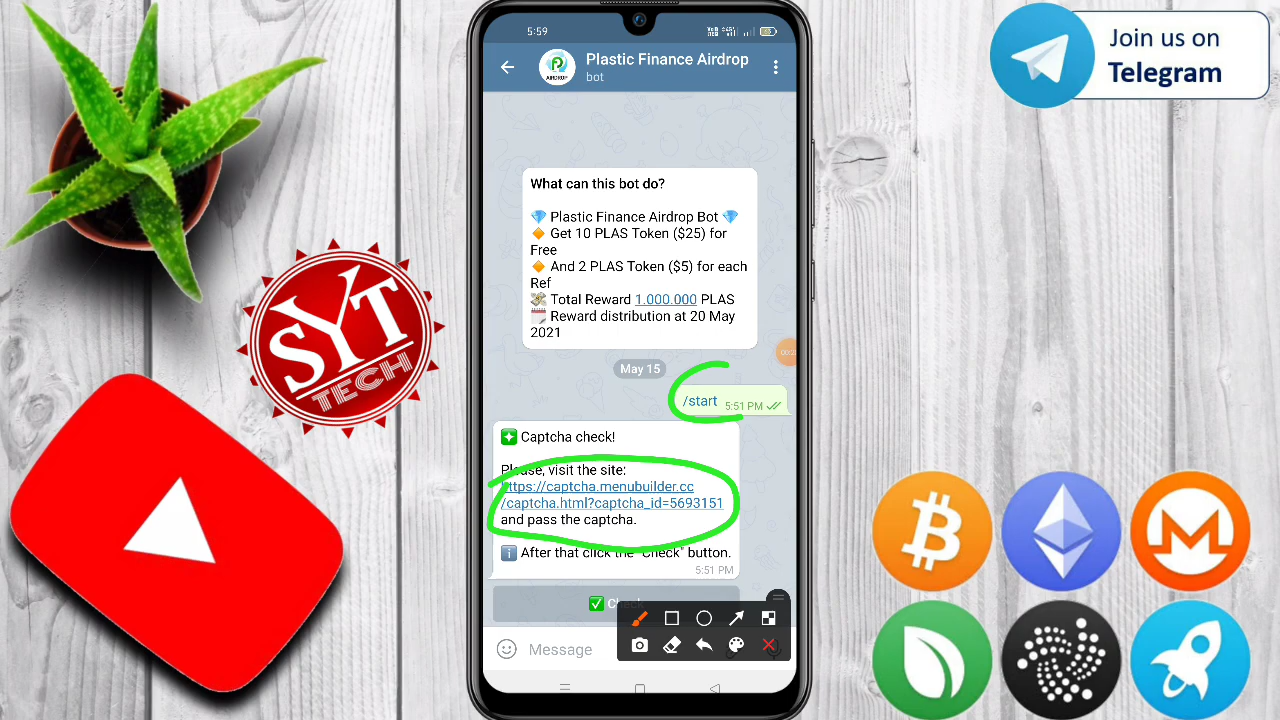 5:59
Plastic Finance Airdrop
bot
AIRDROP
What can this bot do?
💎 Plastic Finance Airdrop Bot 💎
🔸 Get 10 PLAS Token ($25) for
Free
🔸 And 2 PLAS Token ($5) for each
Ref
💸 Total Reward 1.000.000 PLAS
📅 Reward distribution at 20 May
2021
May 15
/start
5:51 PM
Captcha check!
Please, visit the site:
https://captcha.menubuilder.cc
/captcha.html?captcha_id=5693151
and pass the captcha.
ℹ️ After that click the "Check" button.
5:51 PM
✅ Check
Message
SYT
TECH
Join us on
Telegram